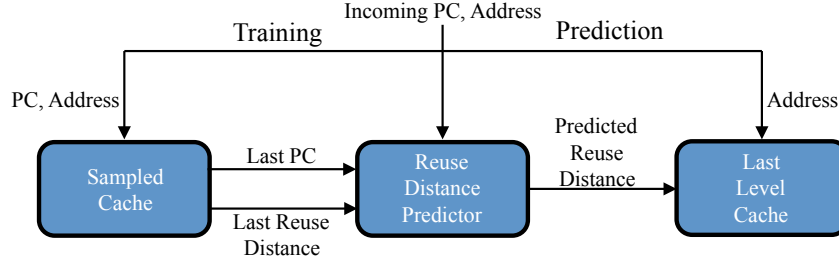 Incoming PC, Address
Training
Prediction
PC, Address
Address
Sampled
Cache
Last PC
Last Reuse
Distance
Reuse
Distance
Predictor
Predicted
Reuse
Distance
Last
Level
Cache